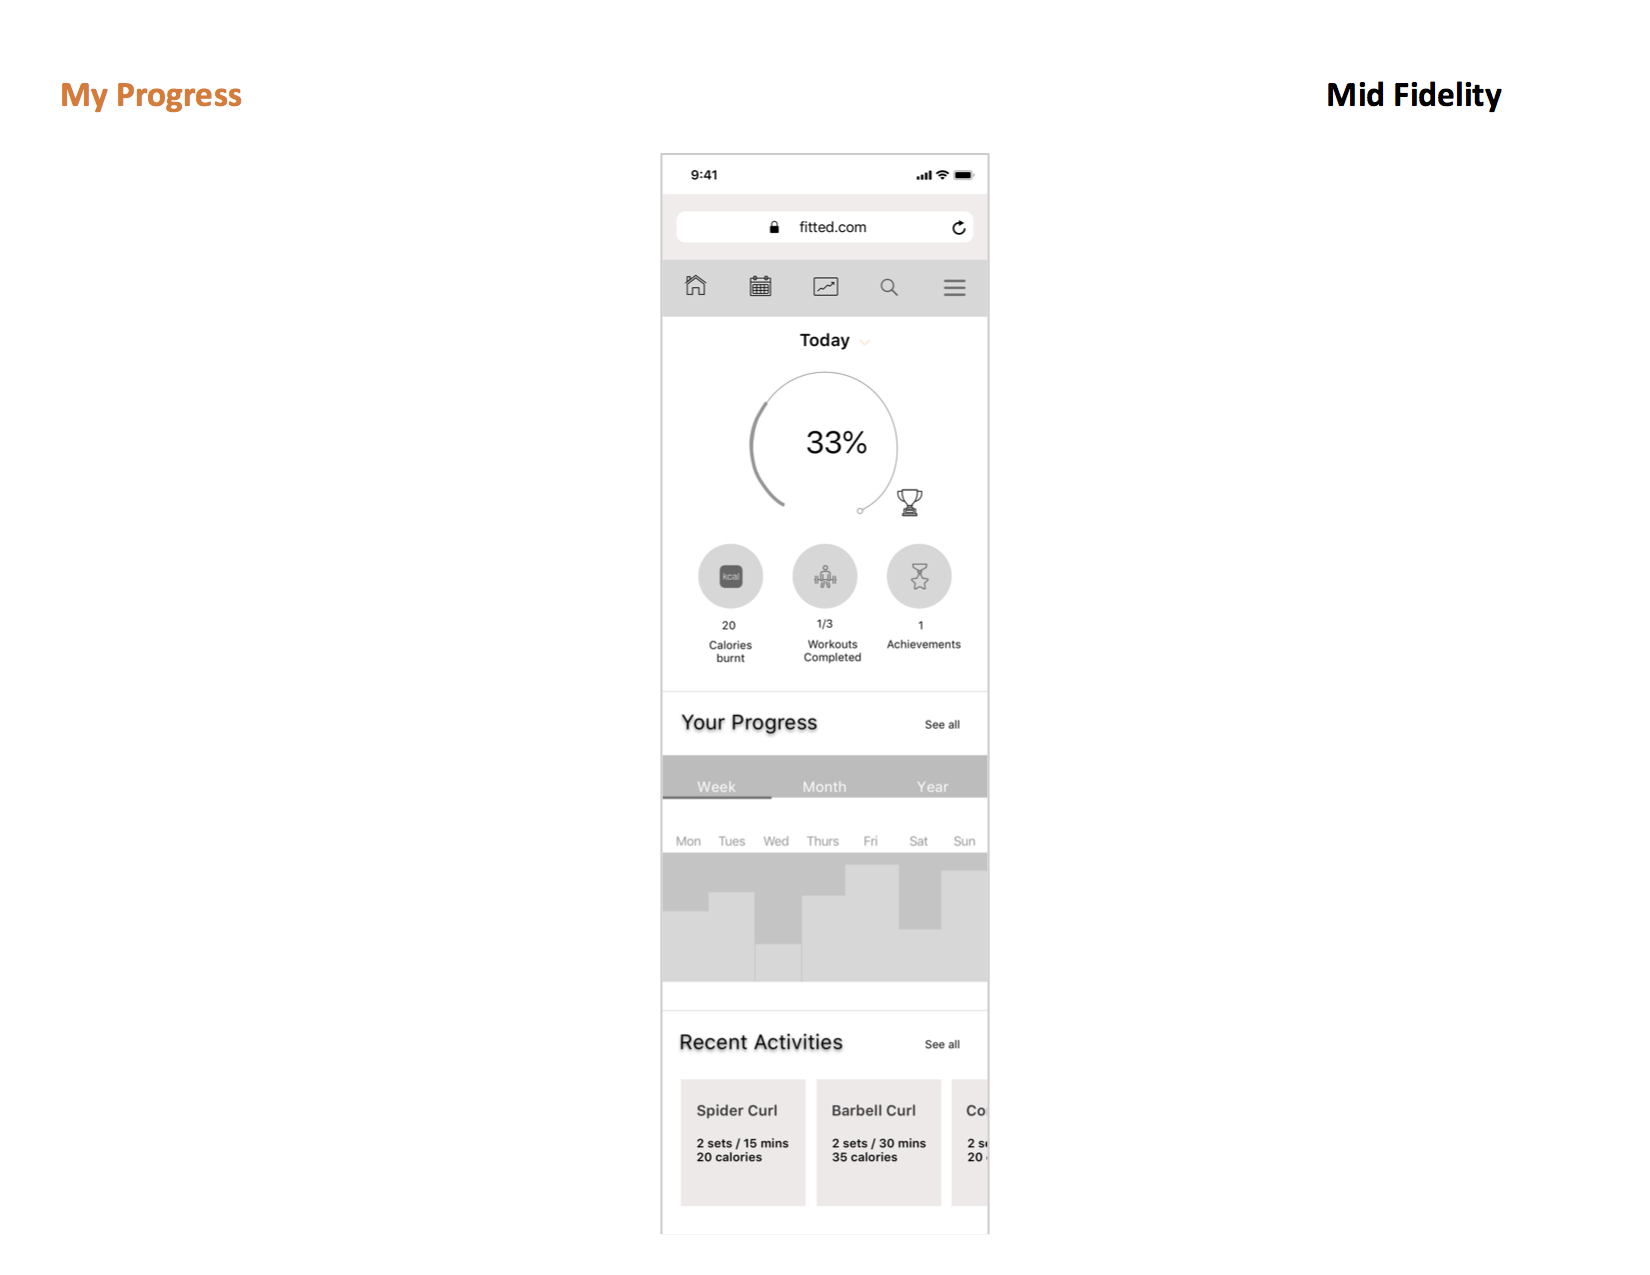 My Progress
Mid Fidelity
9:41
fitted.com
Today
33%
kcal
20
1/3
1
Calories
burnt
Workouts
Completed
Achievements
Your Progress
See all
Week Month Year
Mon Tues Wed Thurs Fri Sat Sun
Recent Activities
See all
Spider Curl
2 sets / 15 mins
20 calories
Barbell Curl
2 sets / 30 mins
35 calories
Co
2 s
20